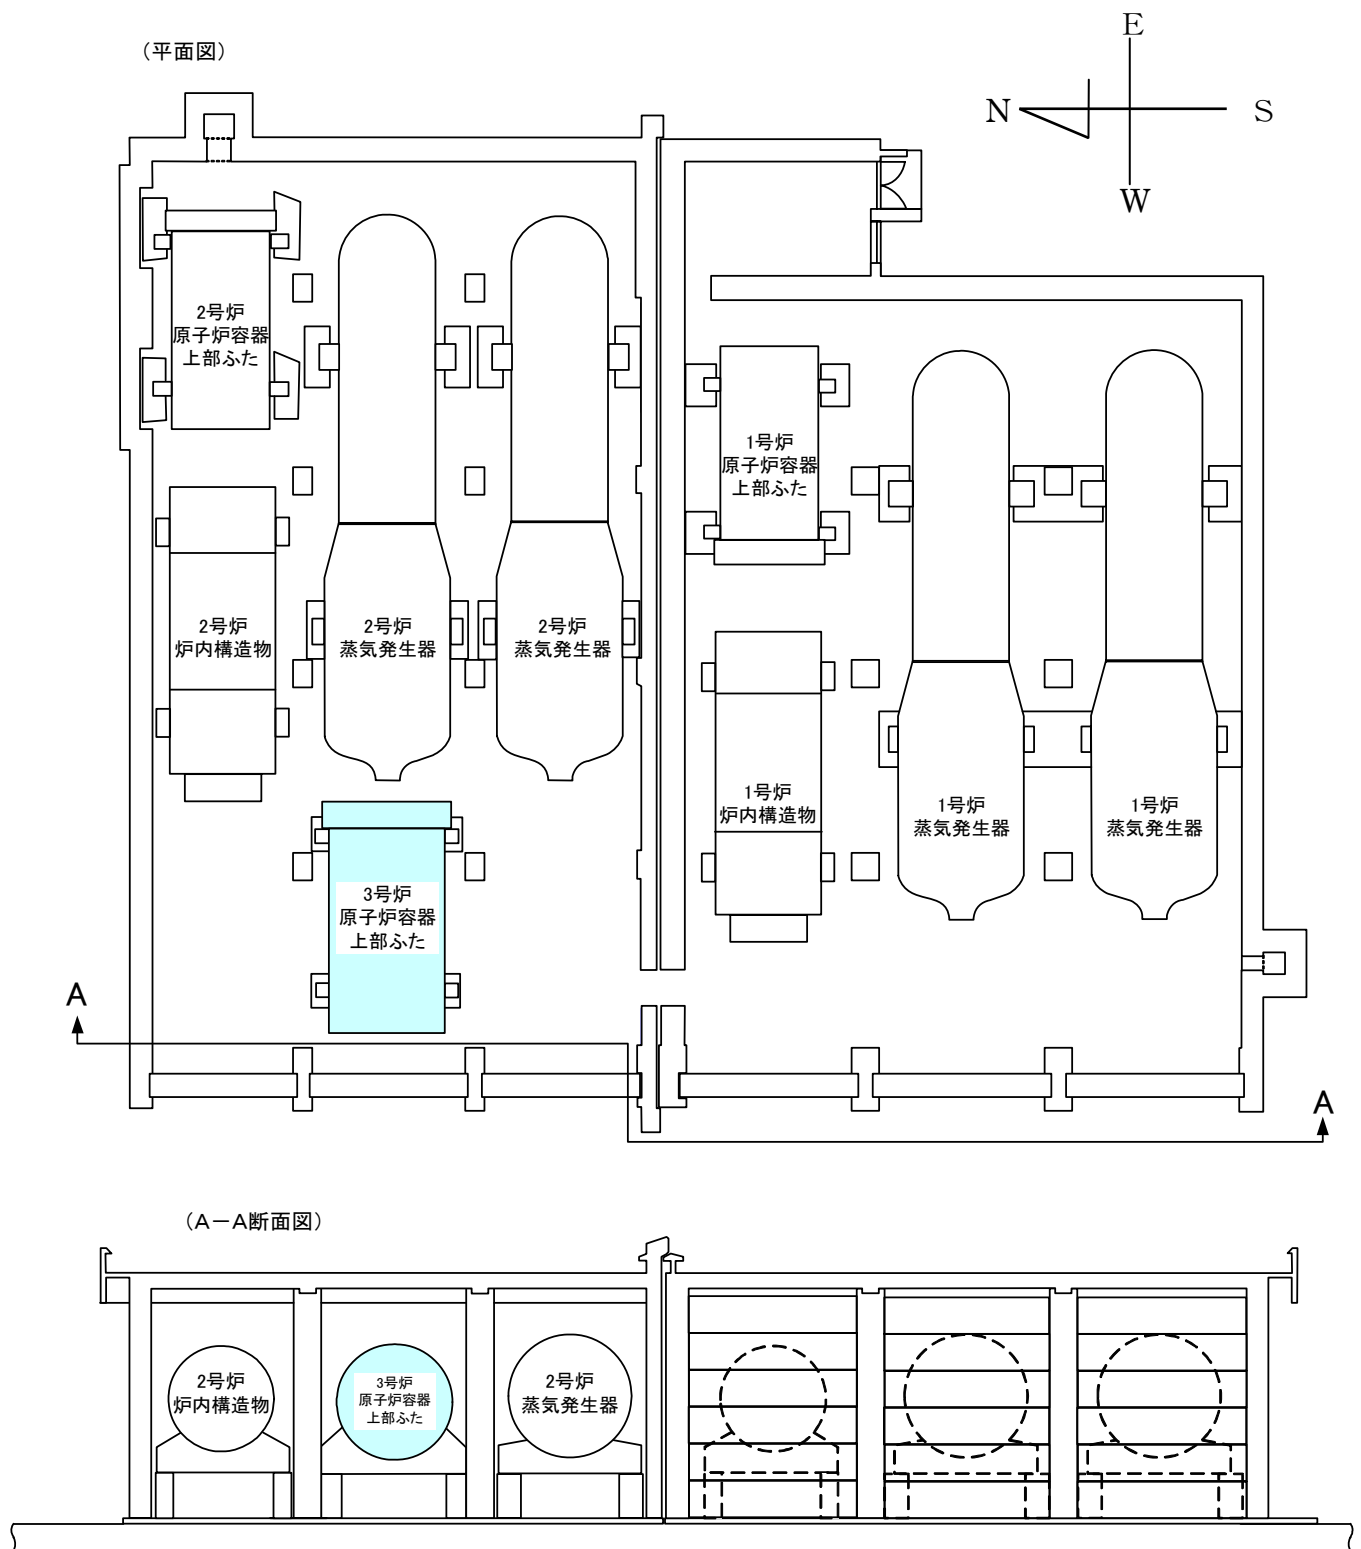 （平面図）
E
N
S
W
2号炉
原子炉容器
上部ふた
1号炉
原子炉容器
上部ふた
2号炉
炉内構造物
2号炉
蒸気発生器
2号炉
蒸気発生器
1号炉
炉内構造物
1号炉
蒸気発生器
1号炉
蒸気発生器
3号炉
原子炉容器
上部ふた
A
A
（A－A断面図）
2号炉
炉内構造物
3号炉
原子炉容器
上部ふた
2号炉
蒸気発生器